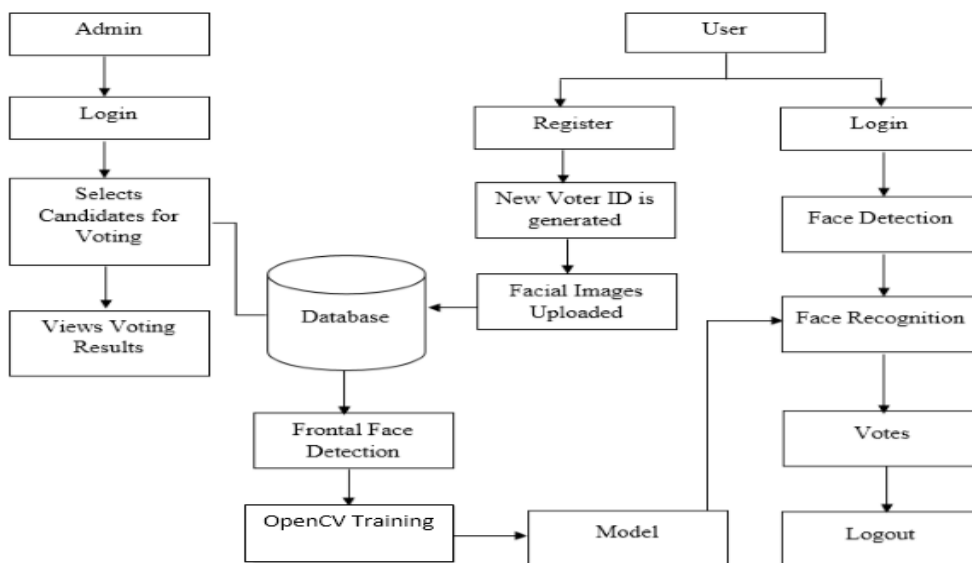 Admin
User
Login
Register
Login
Selects
Candidates for
Voting
New Voter ID is
generated
Face Detection
Database
Facial Images
Uploaded
Views Voting
Results
Face Recognition
Frontal Face
Detection
Votes
OpenCV Training
Model
Logout